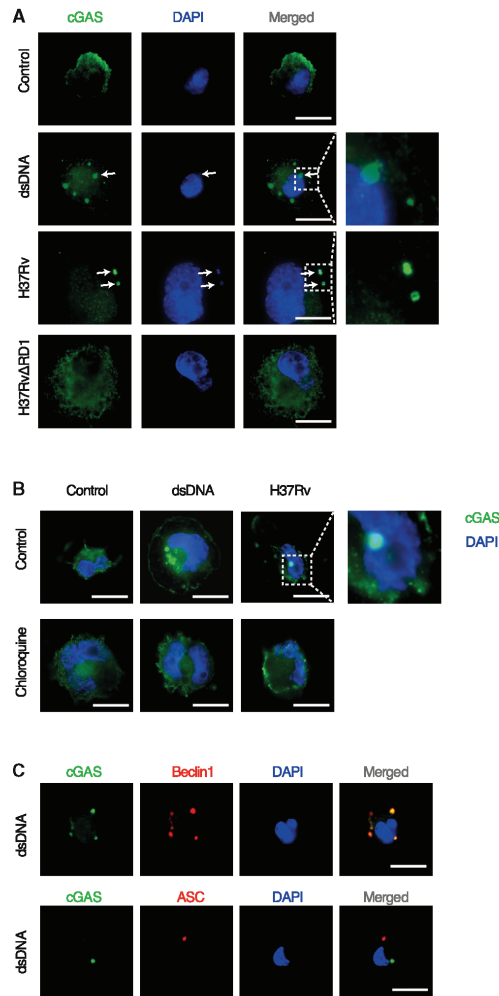 A
cGAS DAPI Merged
Control
dsDNA
H37Rv
H37RvΔRD1
B
Control dsDNA H37Rv
Control
cGAS
DAPI
Chloroquine
C
cGAS Beclin1 DAPI Merged
dsDNA
cGAS ASC DAPI Merged
dsDNA